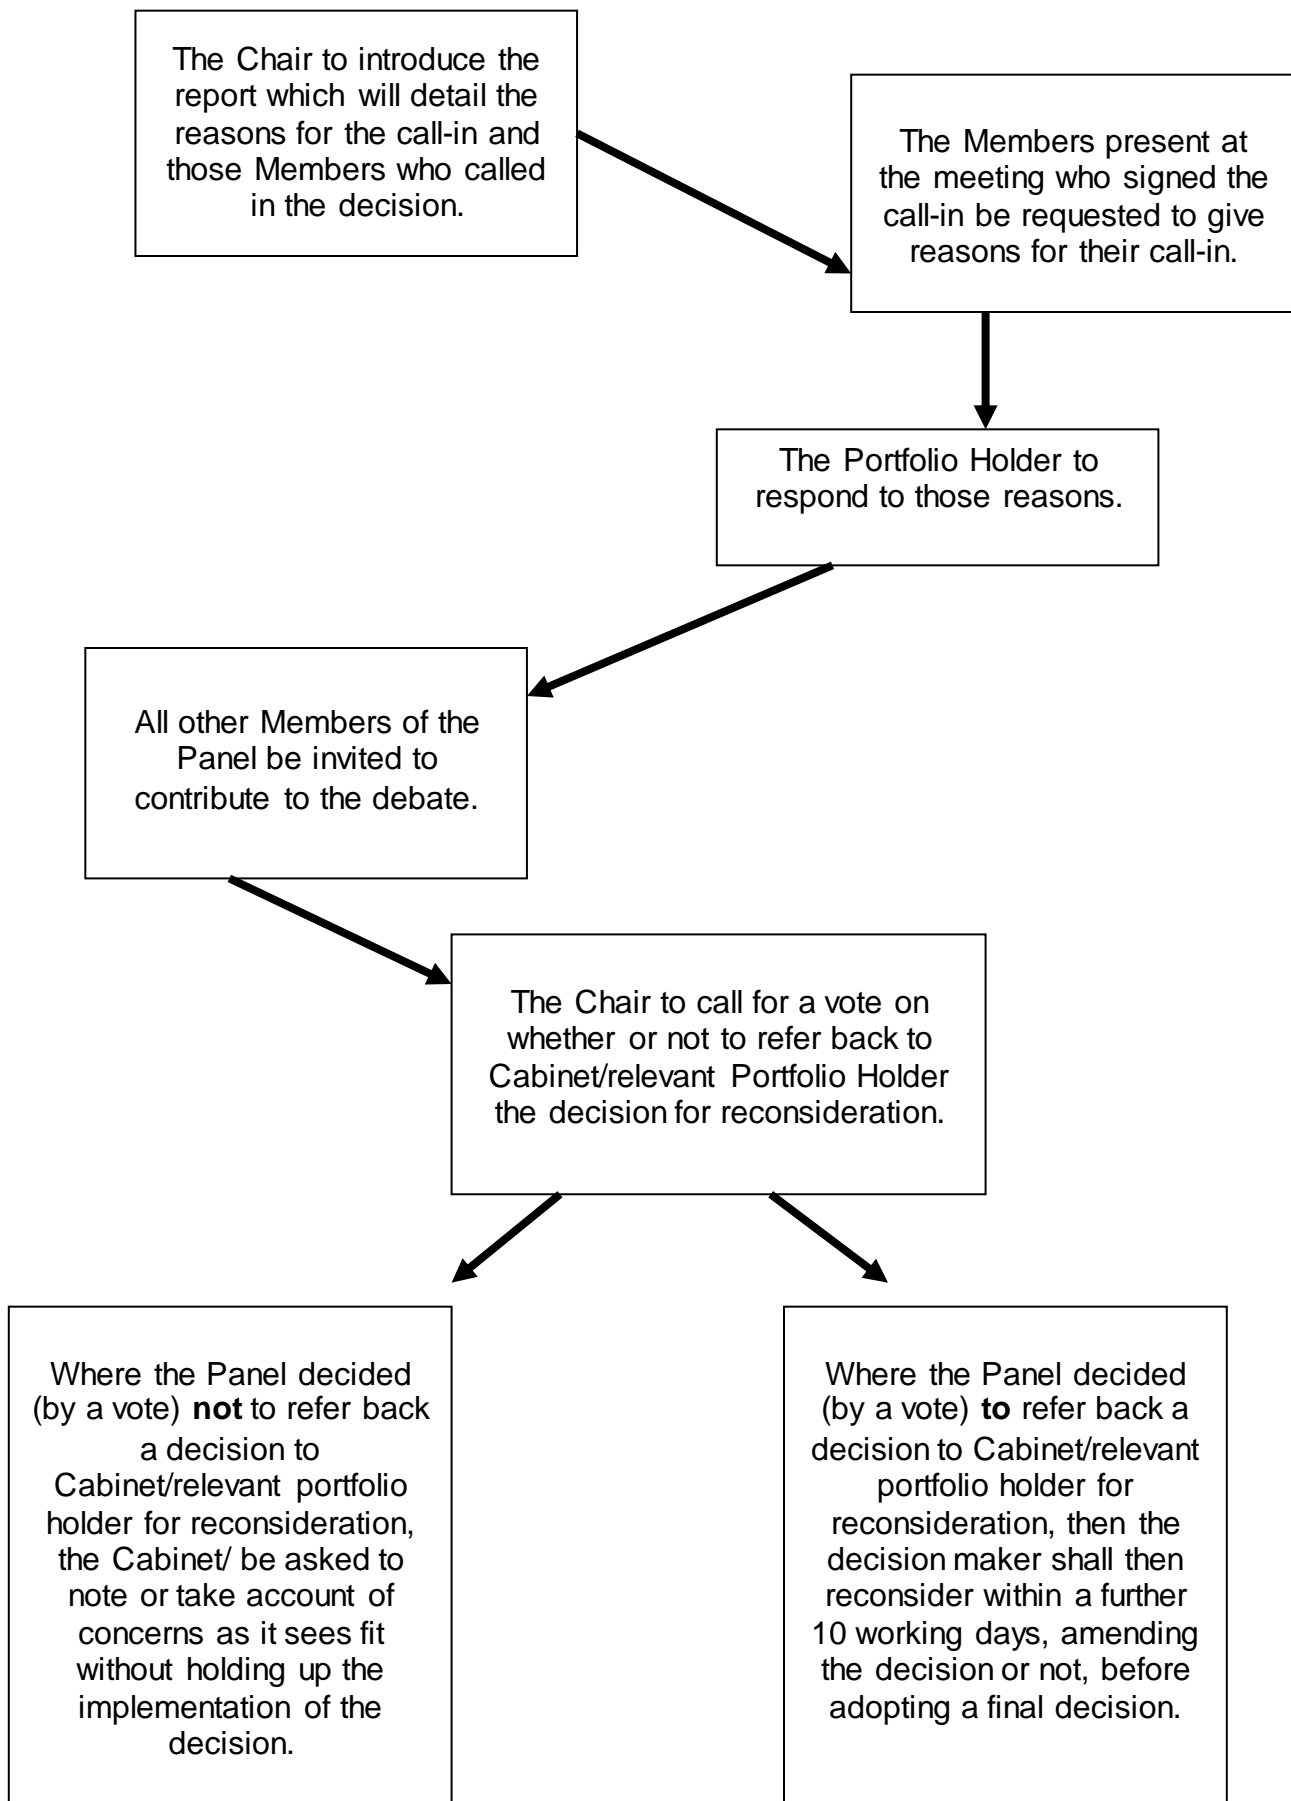 The Chair to introduce the
report which will detail the
reasons for the call-in and
those Members who called
in the decision.
The Members present at
the meeting who signed the
call-in be requested to give
reasons for their call-in.
The Portfolio Holder to
respond to those reasons.
All other Members of the
Panel be invited to
contribute to the debate.
The Chair to call for a vote on
whether or not to refer back to
Cabinet/relevant Portfolio Holder
the decision for reconsideration.
Where the Panel decided
(by a vote) not to refer back
a decision to
Cabinet/relevant portfolio
holder for reconsideration,
the Cabinet/ be asked to
note or take account of
concerns as it sees fit
without holding up the
implementation of the
decision.
Where the Panel decided
(by a vote) to refer back a
decision to Cabinet/relevant
portfolio holder for
reconsideration, then the
decision maker shall then
reconsider within a further
10 working days, amending
the decision or not, before
adopting a final decision.